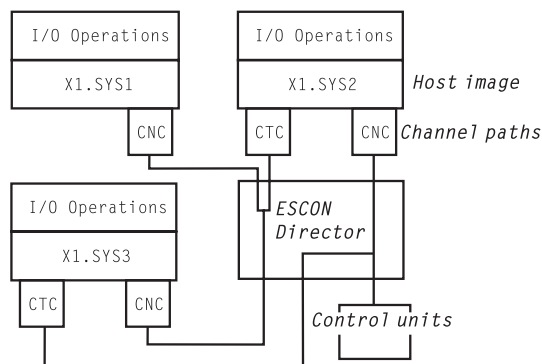 I/O Operations
X1.SYS1
CNC
I/O Operations
X1.SYS2
Host image
CTC
CNC
Channel paths
I/O Operations
X1.SYS3
CTC
CNC
ESCON
Director
Control units